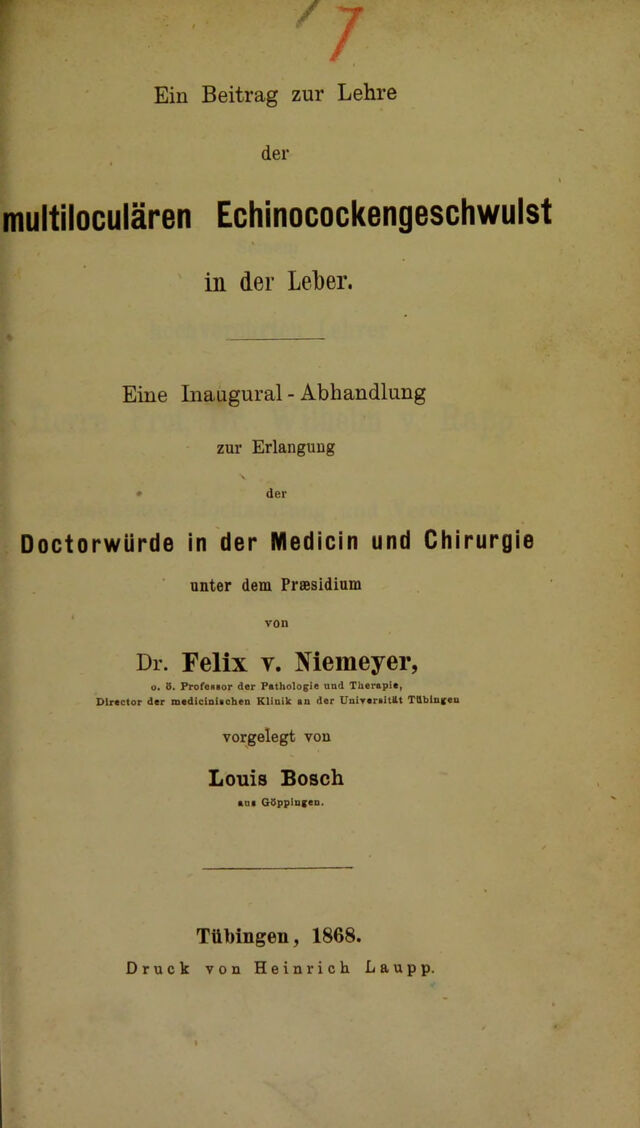 7
Ein Beitrag zur Lehre
der
multiloculären Echinocockengeschwulst
in der Leber.
Eine Inaugural - Abhandlung
zur Erlangung
der
Doctorwürde in der Medicin und Chirurgie
unter dem Præsidium
von
Dr. Felix v. Niemeyer,
o. ö. Professor der Pathologie und Therapie,
Director der medicinischen Klinik an der Universität Tübingen
vorgelegt von
Louis Bosch
aus Göppingen.
Tübingen, 1868.
Druck von Heinrich Laupp.